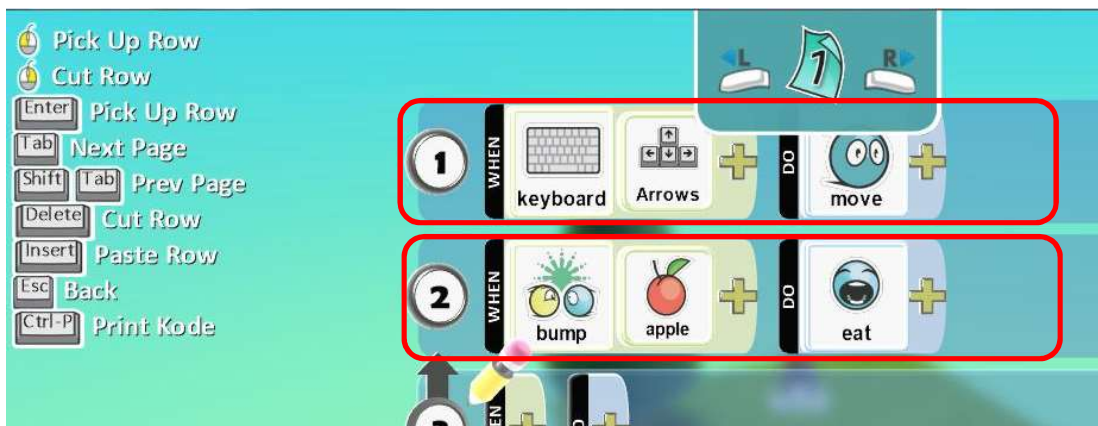 Pick Up Row
Cut Row
Enter Pick Up Row
Tab Next Page
Shift Tab Prev Page
Delete Cut Row
Insert Paste Row
Esc Back
Ctrl-P Print Kode
L 1 R
1 WHEN keyboard Arrows DO move
2 WHEN bump apple DO eat